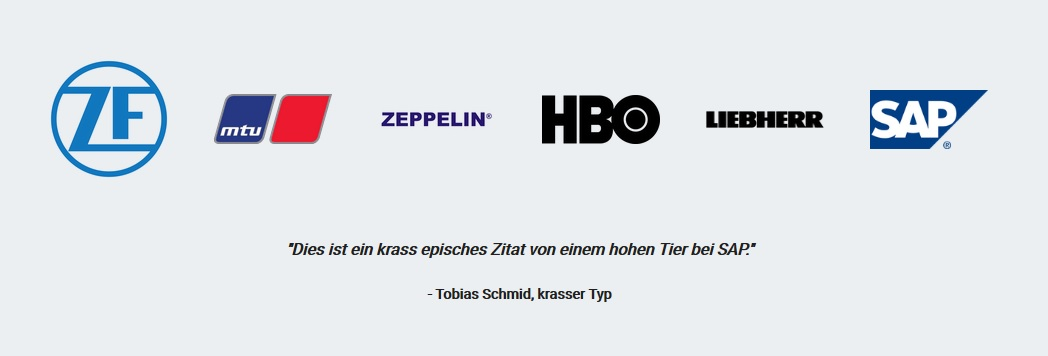 ZF
mtu
ZEPPELIN®
HBO
LIEBHERR
SAP®
"Dies ist ein krass episches Zitat von einem hohen Tier bei SAP."
- Tobias Schmid, krasser Typ